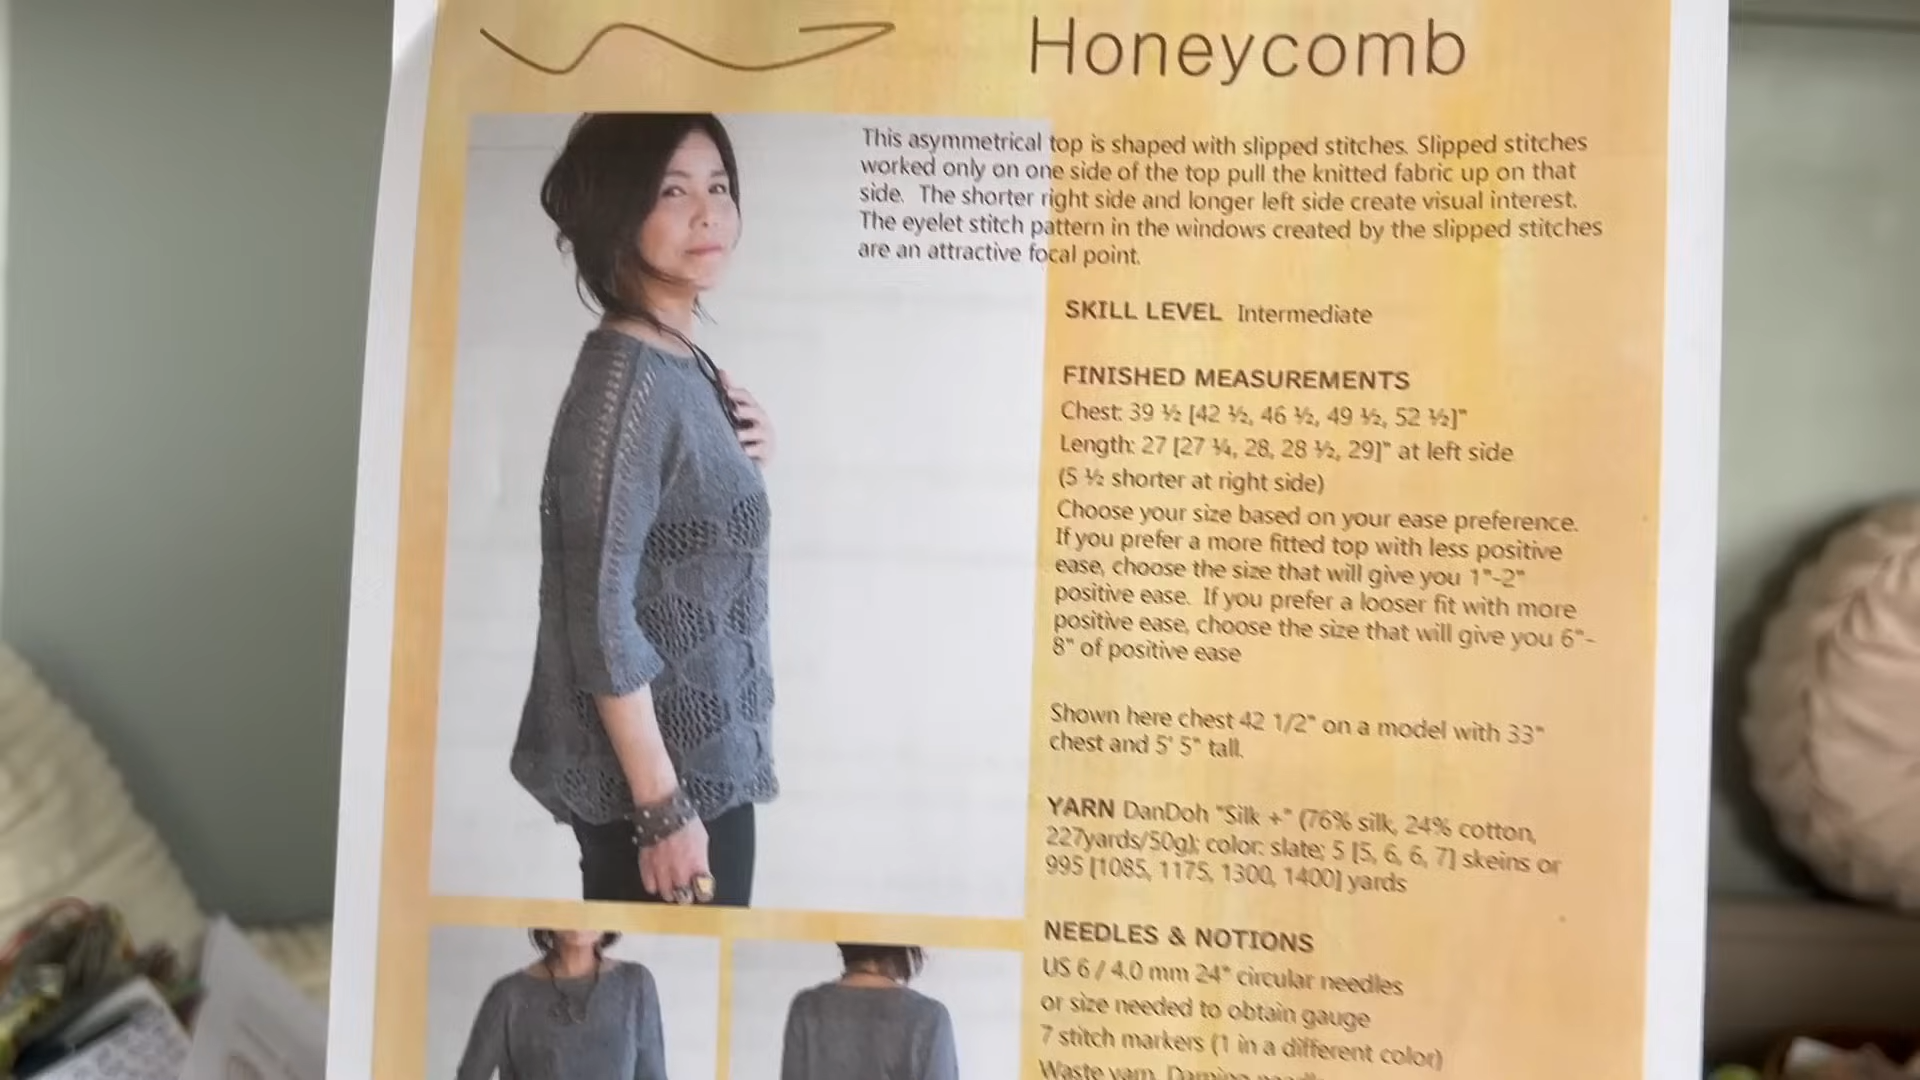 Honeycomb
This asymmetrical top is shaped with slipped stitches. Slipped stitches
worked only on one side of the top pull the knitted fabric up on that
side. The shorter right side and longer left side create visual interest.
The eyelet stitch pattern in the windows created by the slipped stitches
are an attractive focal point.
SKILL LEVEL Intermediate
FINISHED MEASUREMENTS
Chest: 39 ½ [42 ½, 46 ½, 49 ½, 52 ½]"
Length: 27 [27 ¼, 28, 28 ½, 29]" at left side
(5 ½ shorter at right side)
Choose your size based on your ease preference.
If you prefer a more fitted top with less positive
ease, choose the size that will give you 1"-2"
positive ease. If you prefer a looser fit with more
positive ease, choose the size that will give you 6"-
8" of positive ease
Shown here chest 42 1/2" on a model with 33"
chest and 5' 5" tall.
YARN DanDoh "Silk +" (76% silk, 24% cotton,
227yards/50g); color: slate; 5 [5, 6, 6, 7] skeins or
995 [1085, 1175, 1300, 1400] yards
NEEDLES & NOTIONS
US 6 / 4.0 mm 24" circular needles
or size needed to obtain gauge
7 stitch markers (1 in a different color)
Waste yarn, Darning